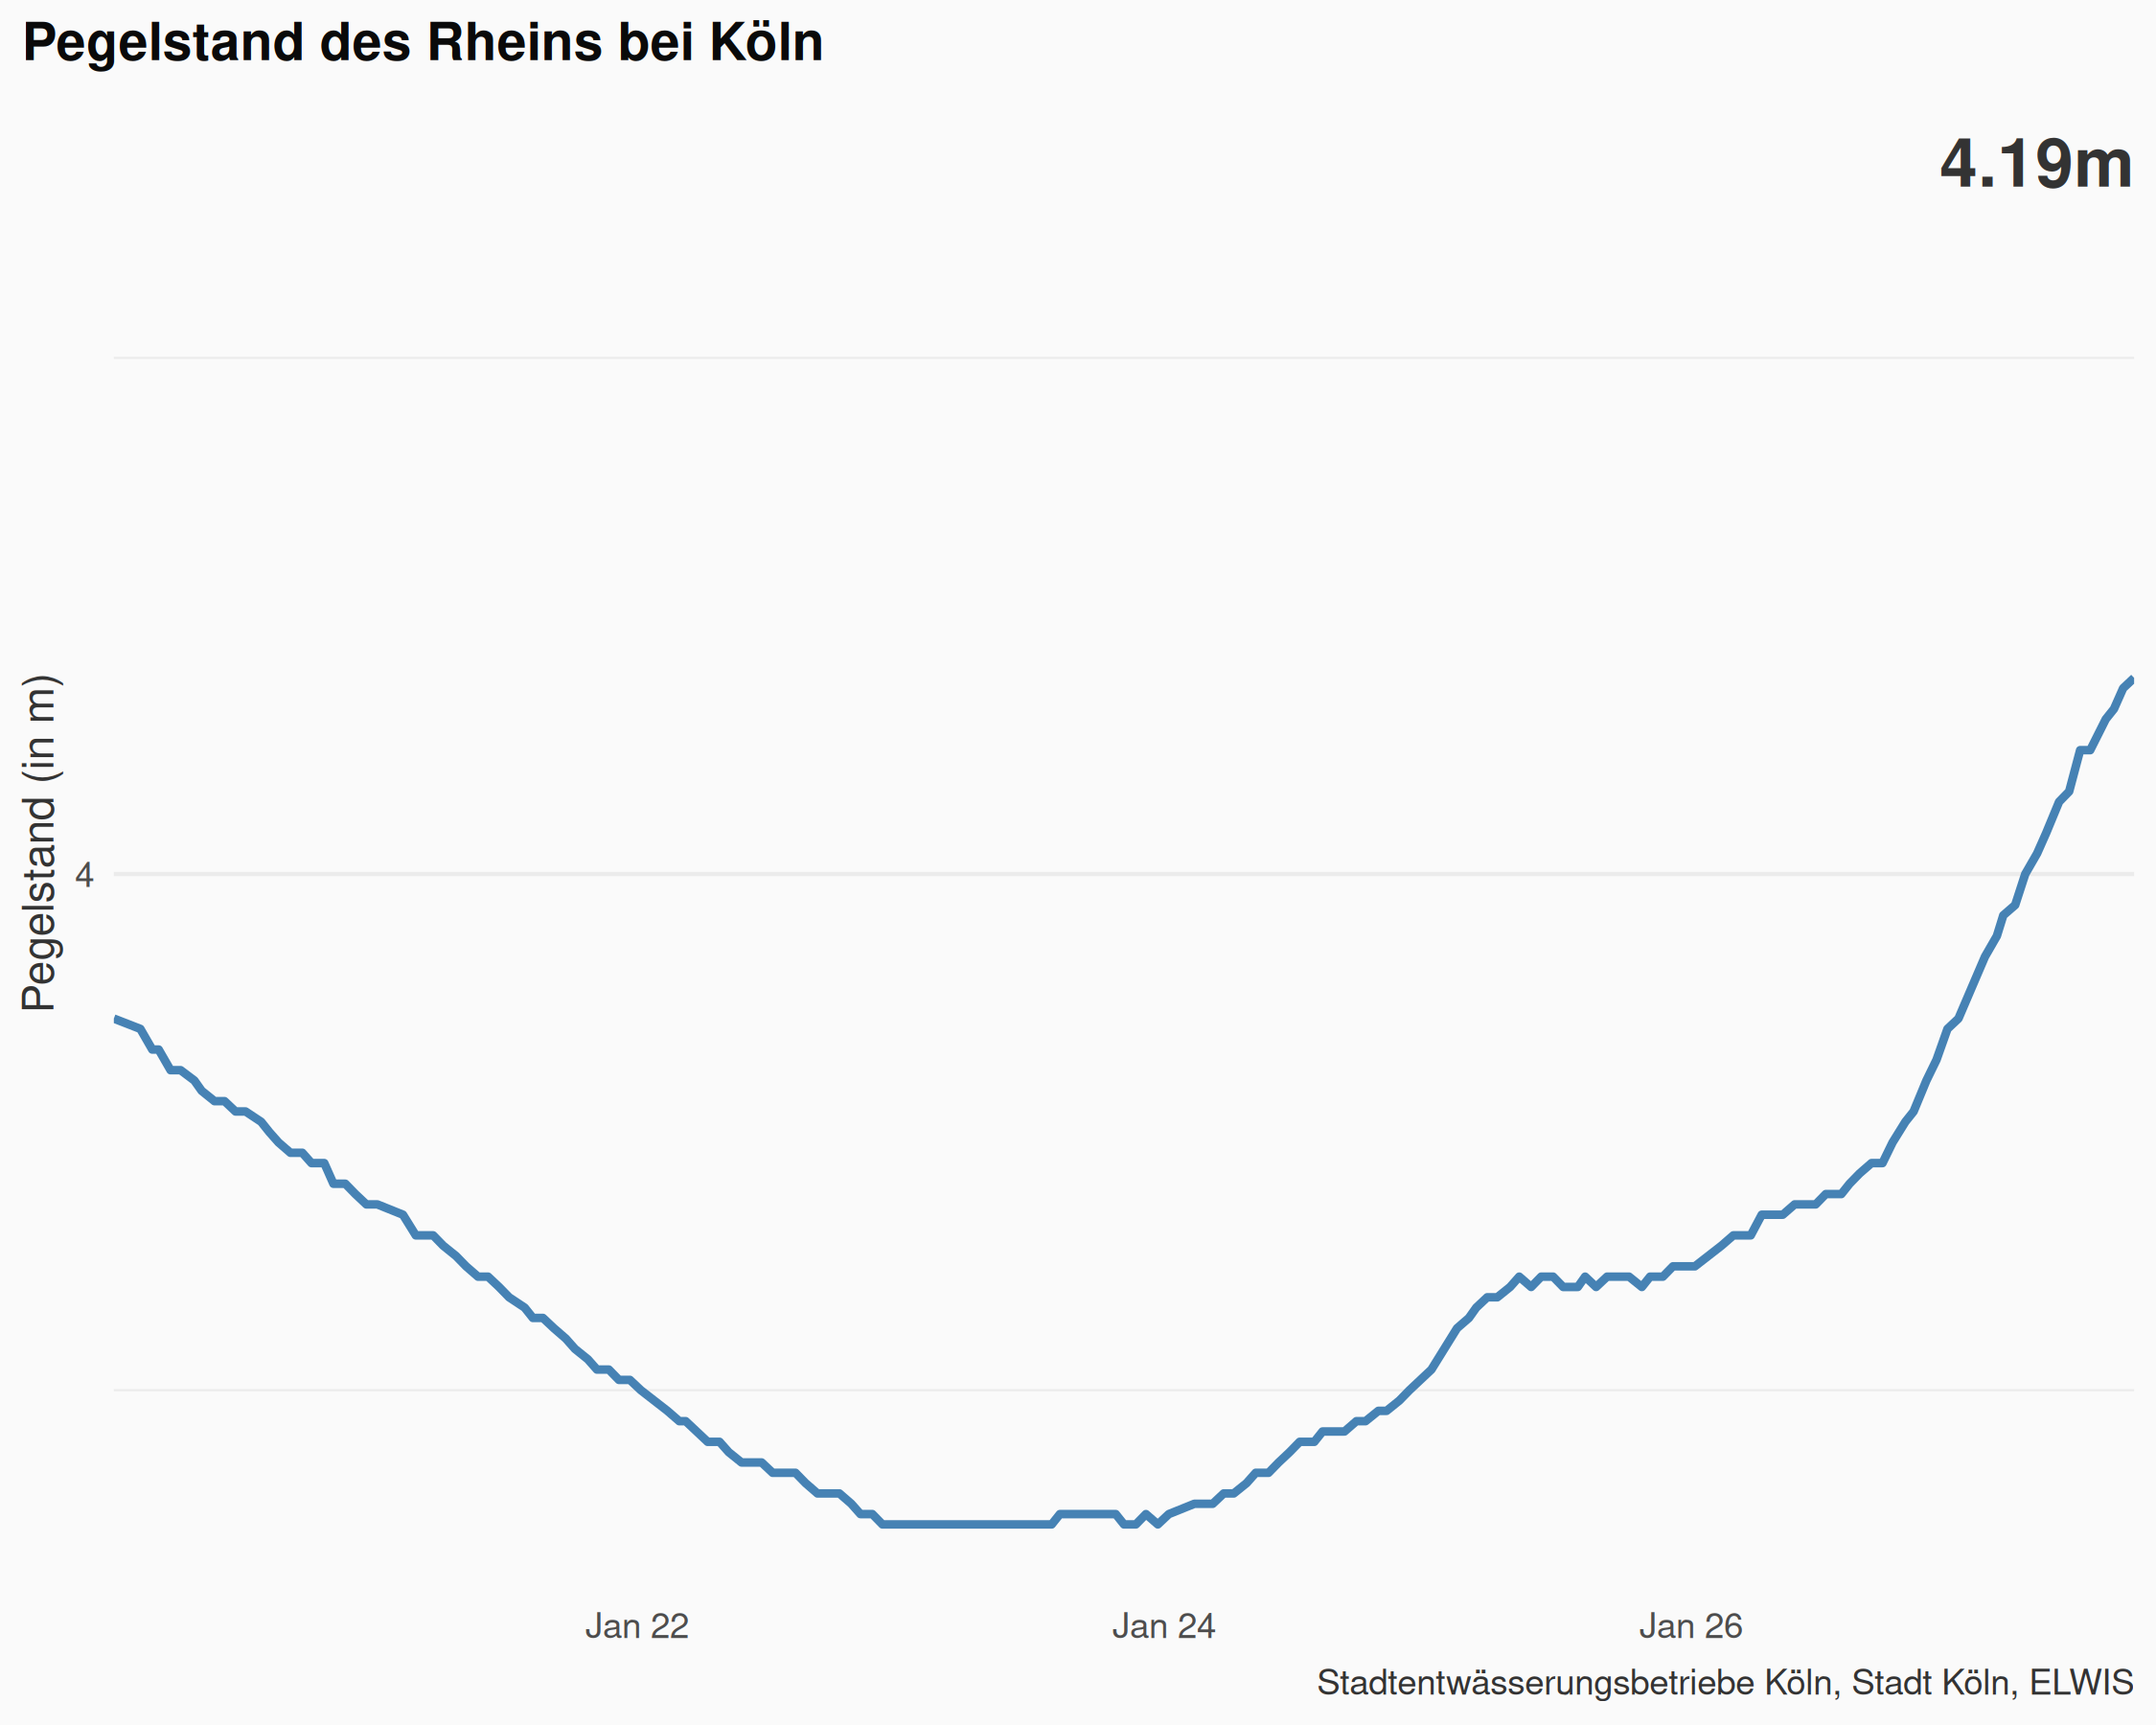 Pegelstand des Rheins bei Köln
4.19m
Pegelstand (in m)
4
Jan 22
Jan 24
Jan 26
Stadtentwässerungsbetriebe Köln, Stadt Köln, ELWIS